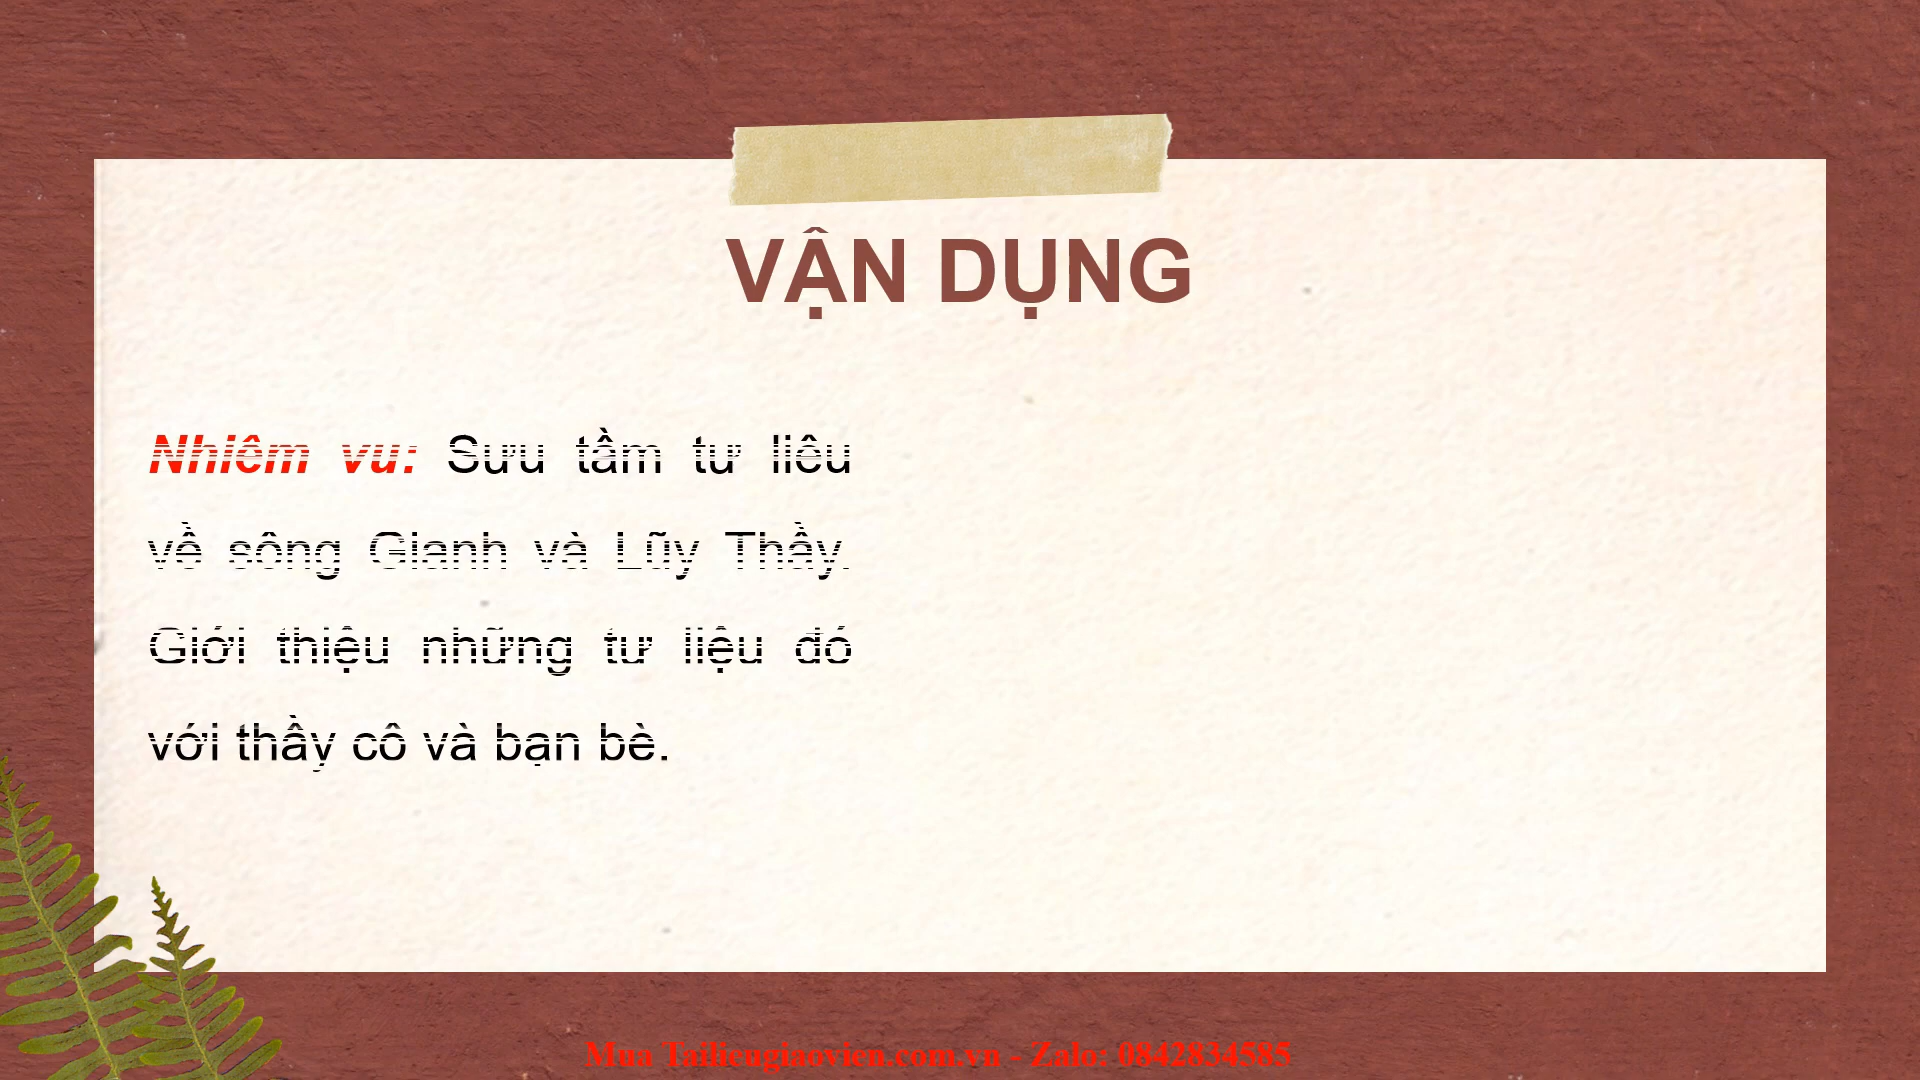 VẬN DỤNG
Nhiệm vụ: Sưu tầm tư liệu
về sông Gianh và Lũy Thầy.
Giới thiệu những tư liệu đó
với thầy cô và bạn bè.
Mua Tailieugiaovien.com.vn - Zalo: 0842834585